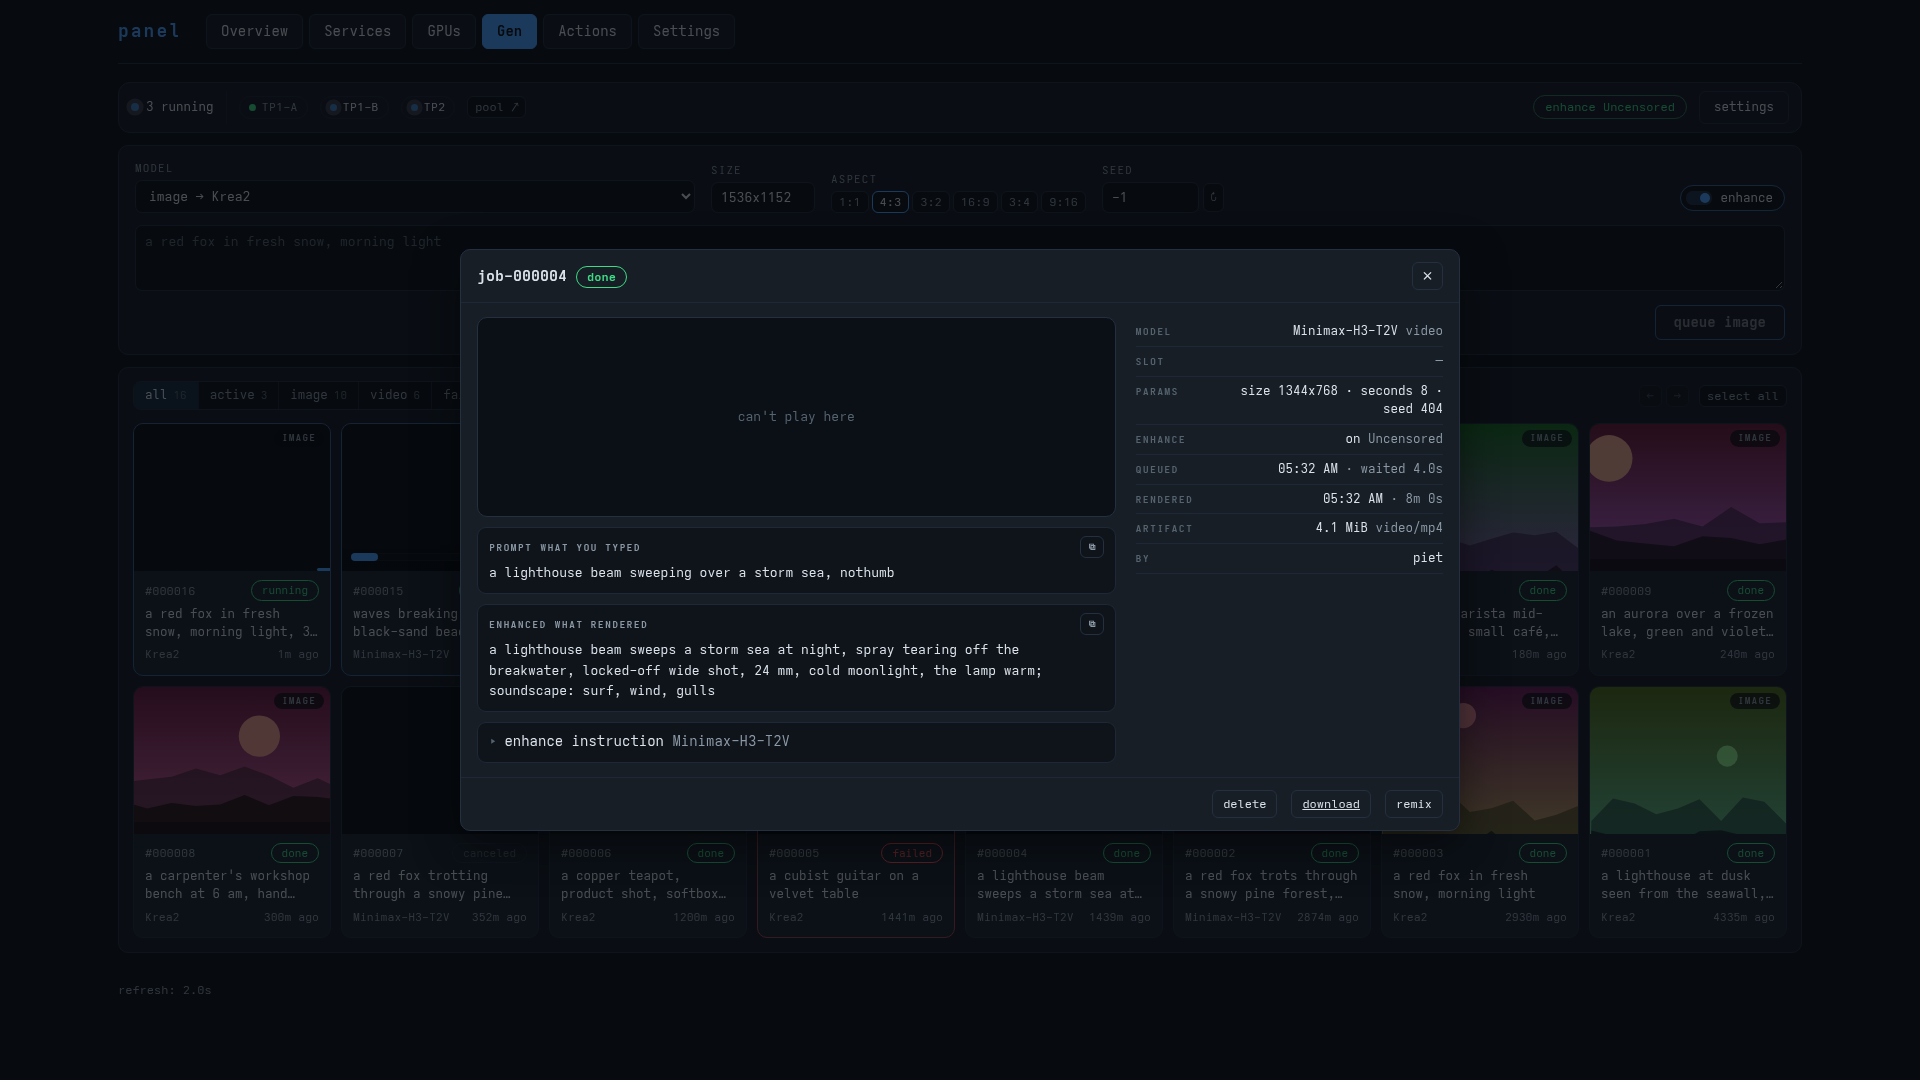 panel Overview Services GPUs Gen Actions Settings
3 running TP1-A TP1-B TP2 pool ↗ enhance Uncensored settings
MODEL SIZE ASPECT SEED
image → Krea2 1536x1152 1:1 4:3 3:2 16:9 3:4 9:16 -1 enhance
a red fox in fresh snow, morning light
queue image
job-000004 done ×
can't play here
PROMPT WHAT YOU TYPED
a lighthouse beam sweeping over a storm sea, nothumb
ENHANCED WHAT RENDERED
a lighthouse beam sweeps a storm sea at night, spray tearing off the
breakwater, locked-off wide shot, 24 mm, cold moonlight, the lamp warm;
soundscape: surf, wind, gulls
▸ enhance instruction Minimax-H3-T2V
MODEL Minimax-H3-T2V video
SLOT —
PARAMS size 1344x768 · seconds 8 ·
seed 404
ENHANCE on Uncensored
QUEUED 05:32 AM · waited 4.0s
RENDERED 05:32 AM · 8m 0s
ARTIFACT 4.1 MiB video/mp4
BY piet
delete download remix
all 16 active 3 image 10 video 6 fa
← → select all
IMAGE
#000016 running
a red fox in fresh
snow, morning light, 3…
Krea2 1m ago
#000015
waves breaking
black-sand bea
Minimax-H3-T2V
IMAGE
done
arista mid-
small café,…
180m ago
IMAGE
#000009 done
an aurora over a frozen
lake, green and violet…
Krea2 240m ago
IMAGE
#000008 done
a carpenter's workshop
bench at 6 am, hand…
Krea2 300m ago
#000007 canceled
a red fox trotting
through a snowy pine…
Minimax-H3-T2V 352m ago
#000006 done
a copper teapot,
product shot, softbox…
Krea2 1200m ago
#000005 failed
a cubist guitar on a
velvet table
Krea2 1441m ago
#000004 done
a lighthouse beam
sweeps a storm sea at…
Minimax-H3-T2V 1439m ago
#000002 done
a red fox trots through
a snowy pine forest,…
Minimax-H3-T2V 2874m ago
IMAGE
#000003 done
a red fox in fresh
snow, morning light
Krea2 2930m ago
IMAGE
#000001 done
a lighthouse at dusk
seen from the seawall,…
Krea2 4335m ago
refresh: 2.0s